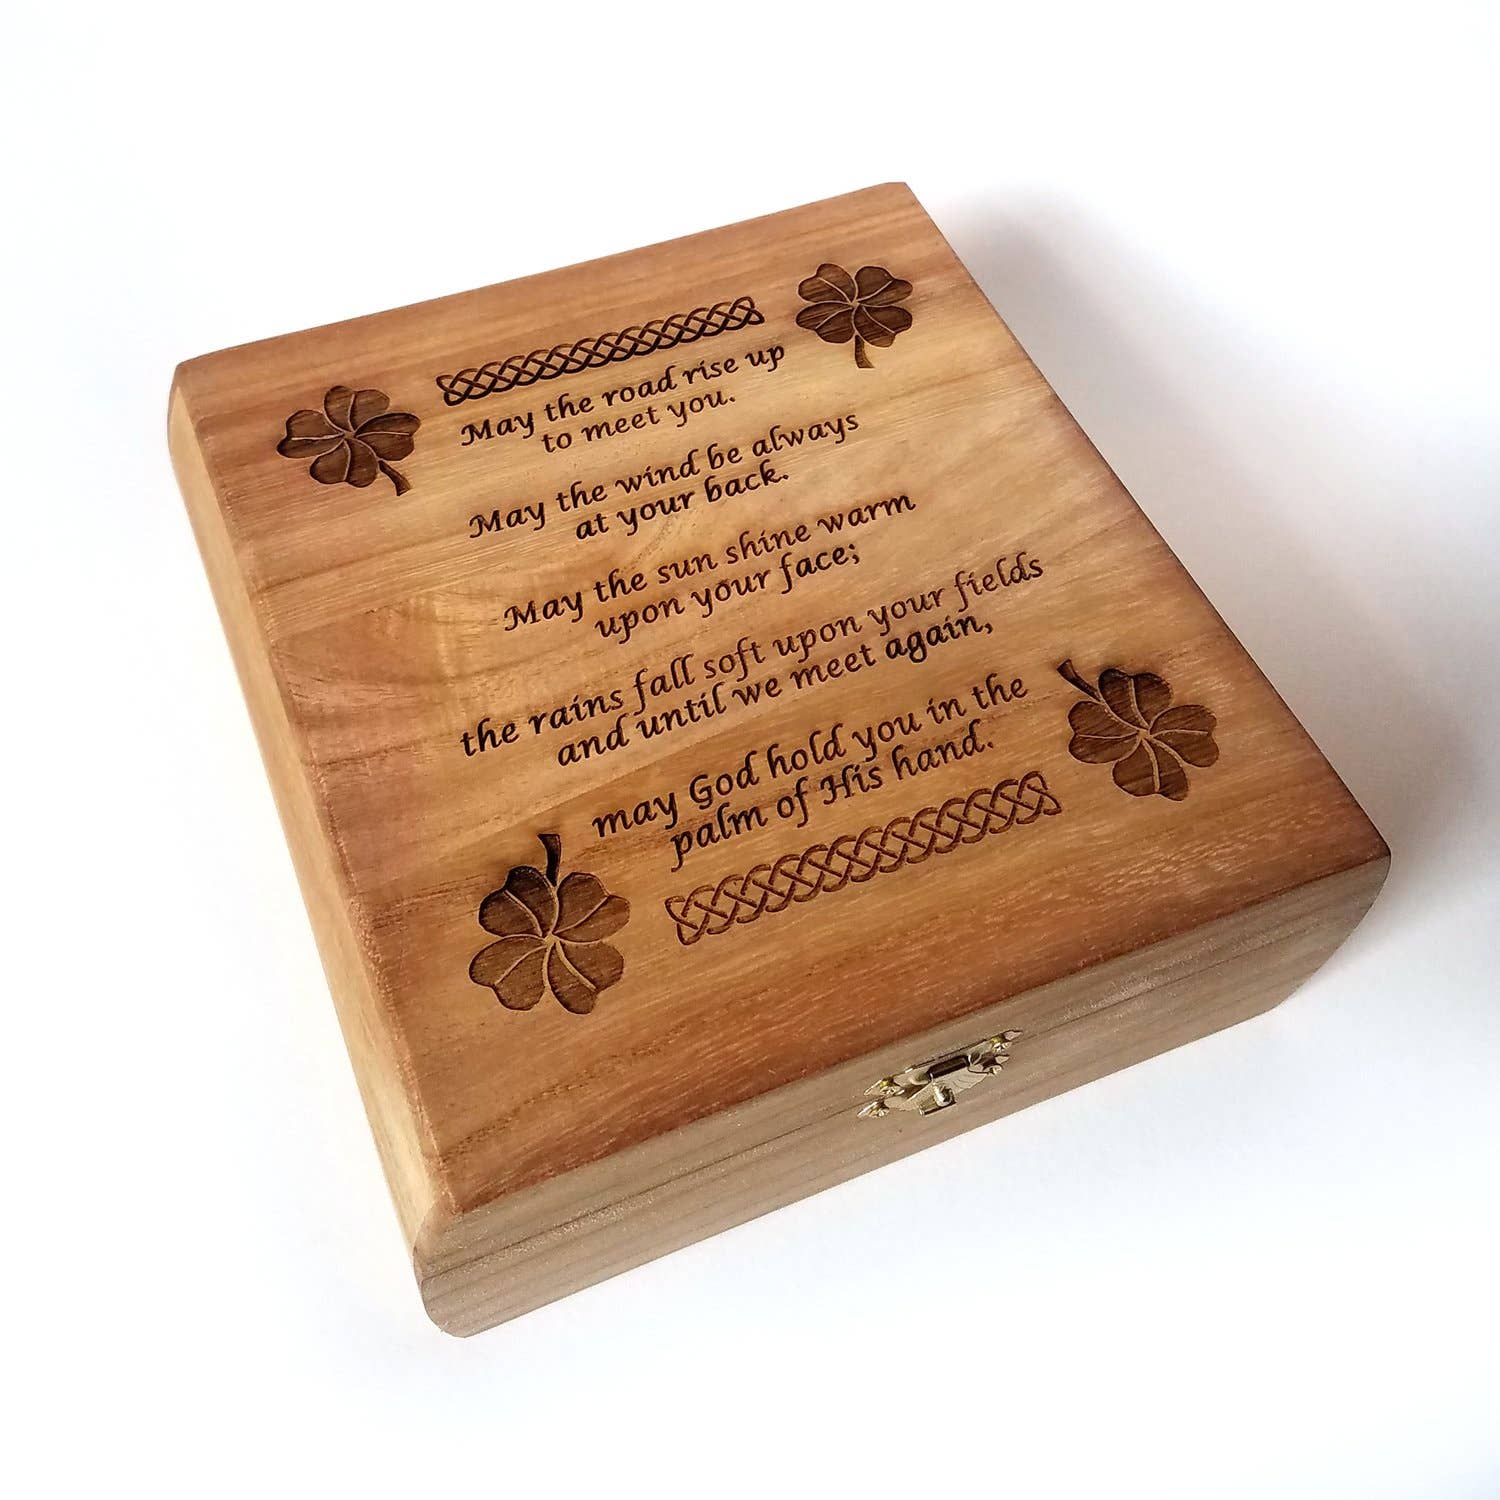 May the road rise up
to meet you.
May the wind be always
at your back.
May the sun shine warm
upon your face;
the rains fall soft upon your fields
and until we meet again,
may God hold you in the
palm of His hand.